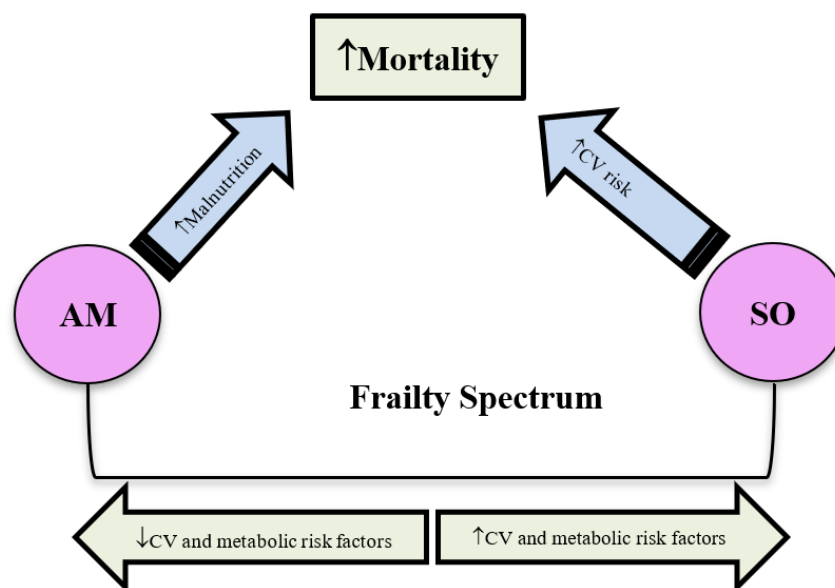 ↑Mortality
↑Malnutrition
↑CV risk
AM
SO
Frailty Spectrum
↓CV and metabolic risk factors
↑CV and metabolic risk factors